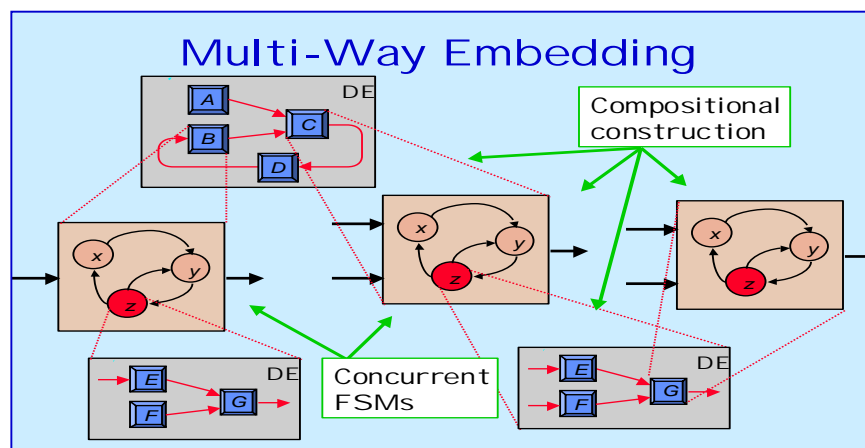 Multi-Way Embedding
DE
A
B
C
D
Compositional
construction
x
y
z
x
y
z
x
y
z
DE
E
F
G
Concurrent
FSMs
DE
E
F
G